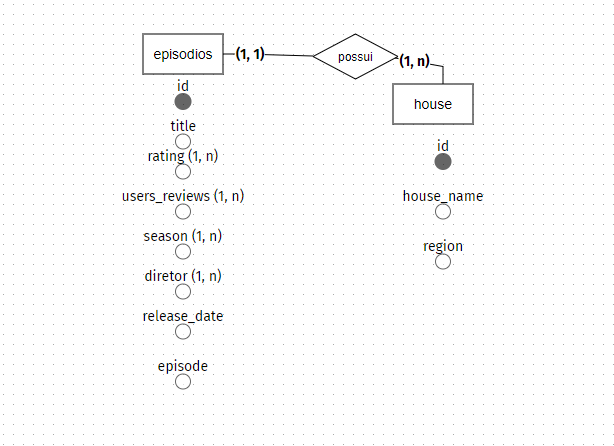 episodios
(1, 1)
possui
(1, n)
house
id
title
rating (1, n)
users_reviews (1, n)
season (1, n)
diretor (1, n)
release_date
episode
id
house_name
region